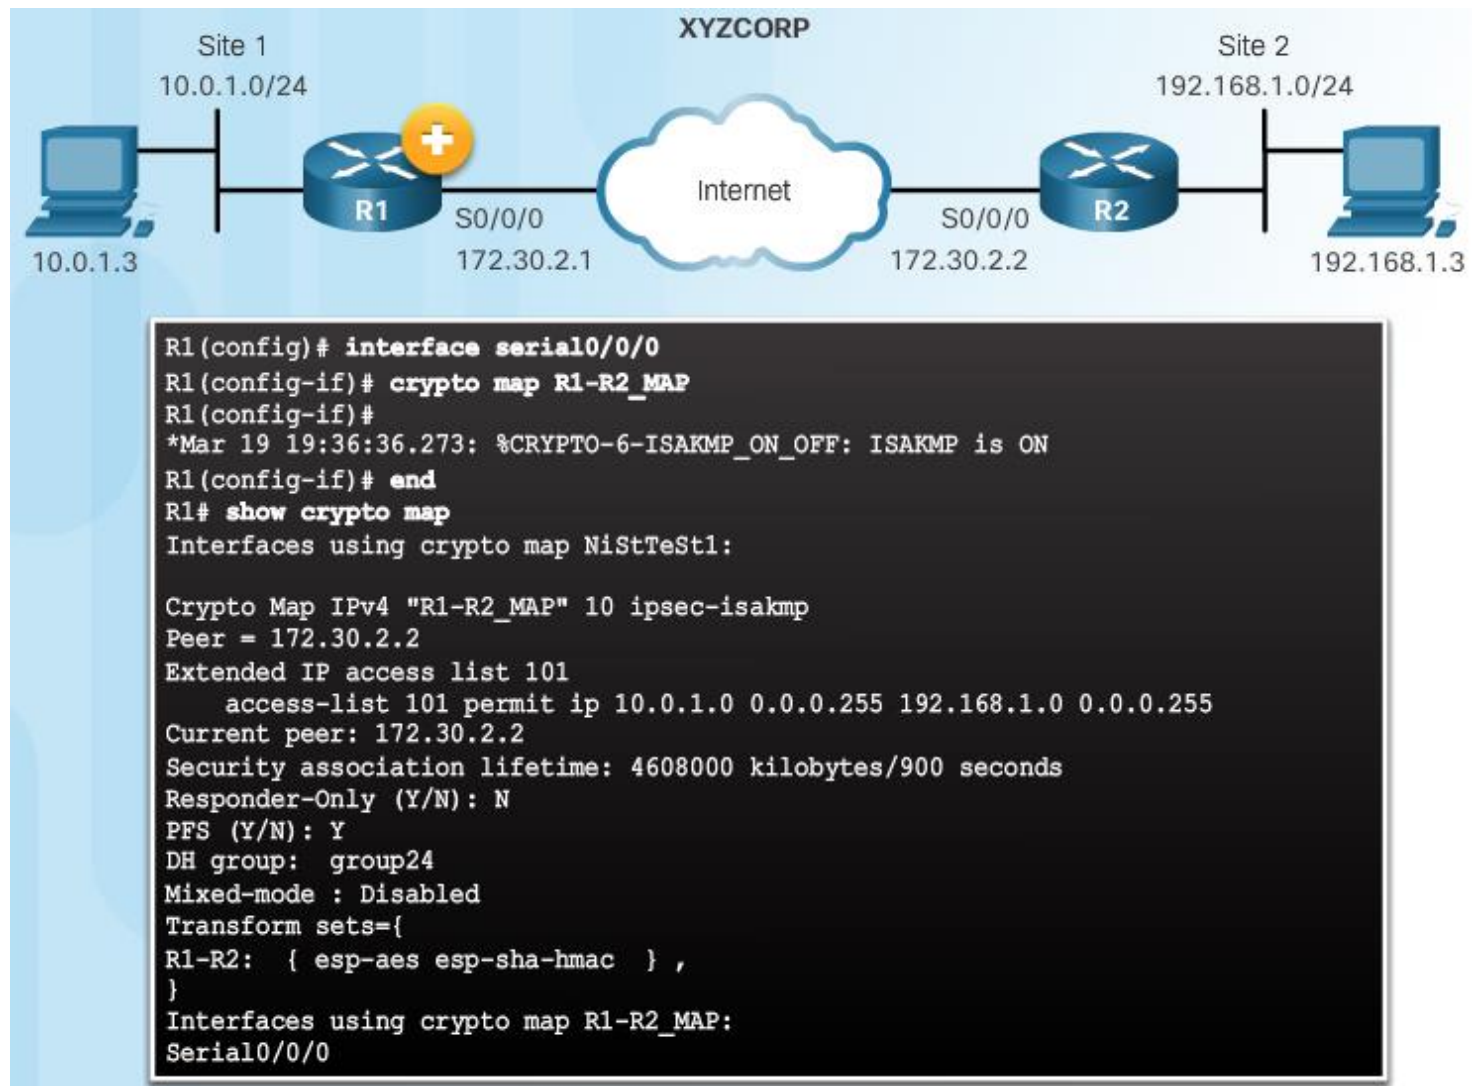 XYZCORP
Site 1
10.0.1.0/24
Site 2
192.168.1.0/24
Internet
R1
R2
S0/0/0
172.30.2.1
S0/0/0
172.30.2.2
10.0.1.3
192.168.1.3
R1(config)# interface serial0/0/0
R1(config-if)# crypto map R1-R2_MAP
R1(config-if)#
*Mar 19 19:36:36.273: %CRYPTO-6-ISAKMP_ON_OFF: ISAKMP is ON
R1(config-if)# end
R1# show crypto map
Interfaces using crypto map NiStTeSt1:
Crypto Map IPv4 "R1-R2_MAP" 10 ipsec-isakmp
Peer = 172.30.2.2
Extended IP access list 101
access-list 101 permit ip 10.0.1.0 0.0.0.255 192.168.1.0 0.0.0.255
Current peer: 172.30.2.2
Security association lifetime: 4608000 kilobytes/900 seconds
Responder-Only (Y/N): N
PFS (Y/N): Y
DH group:  group24
Mixed-mode : Disabled
Transform sets={
R1-R2:  { esp-aes esp-sha-hmac  } ,
}
Interfaces using crypto map R1-R2_MAP:
Serial0/0/0